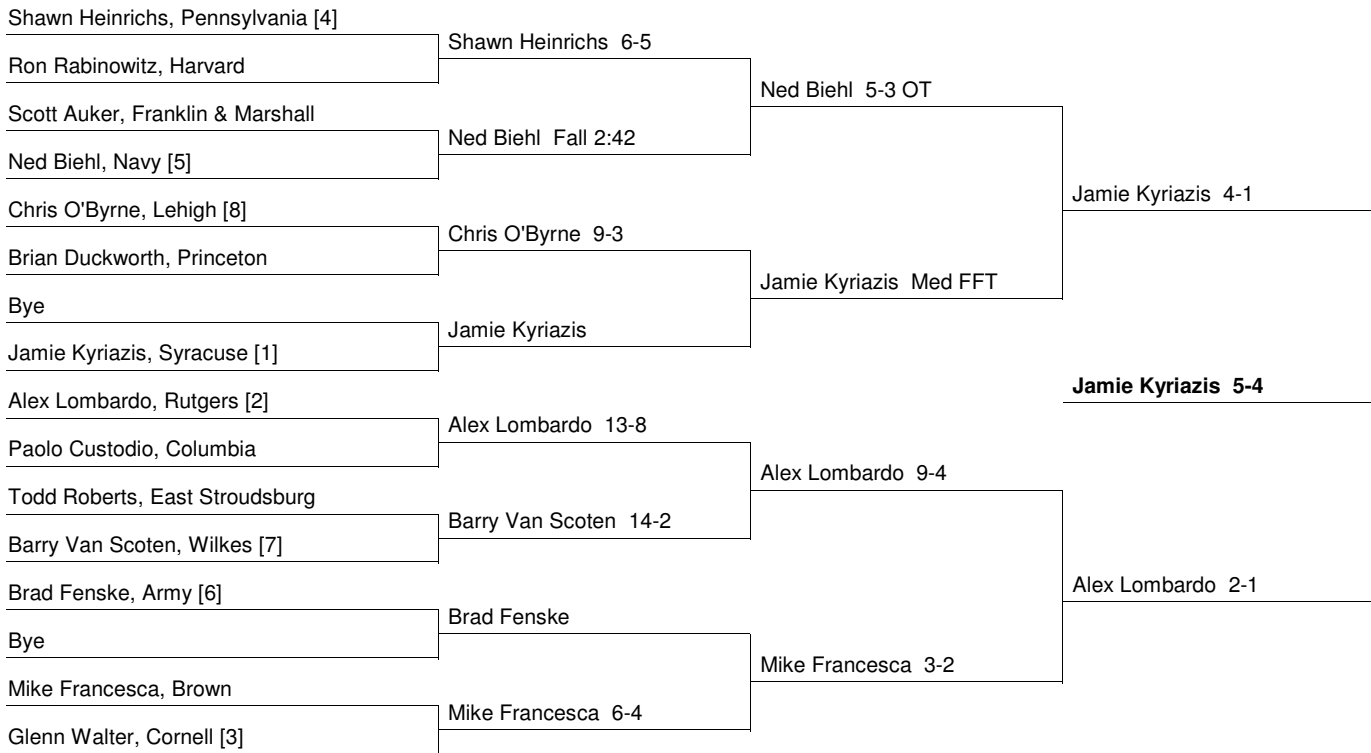 Shawn Heinrichs, Pennsylvania [4]
Ron Rabinowitz, Harvard
Scott Auker, Franklin & Marshall
Ned Biehl, Navy [5]
Chris O'Byrne, Lehigh [8]
Brian Duckworth, Princeton
Bye
Jamie Kyriazis, Syracuse [1]
Alex Lombardo, Rutgers [2]
Paolo Custodio, Columbia
Todd Roberts, East Stroudsburg
Barry Van Scoten, Wilkes [7]
Brad Fenske, Army [6]
Bye
Mike Francesca, Brown
Glenn Walter, Cornell [3]
Shawn Heinrichs 6-5
Ned Biehl Fall 2:42
Chris O'Byrne 9-3
Jamie Kyriazis
Alex Lombardo 13-8
Barry Van Scoten 14-2
Brad Fenske
Mike Francesca 6-4
Ned Biehl 5-3 OT
Jamie Kyriazis Med FFT
Alex Lombardo 9-4
Mike Francesca 3-2
Jamie Kyriazis 4-1
Jamie Kyriazis 5-4
Alex Lombardo 2-1